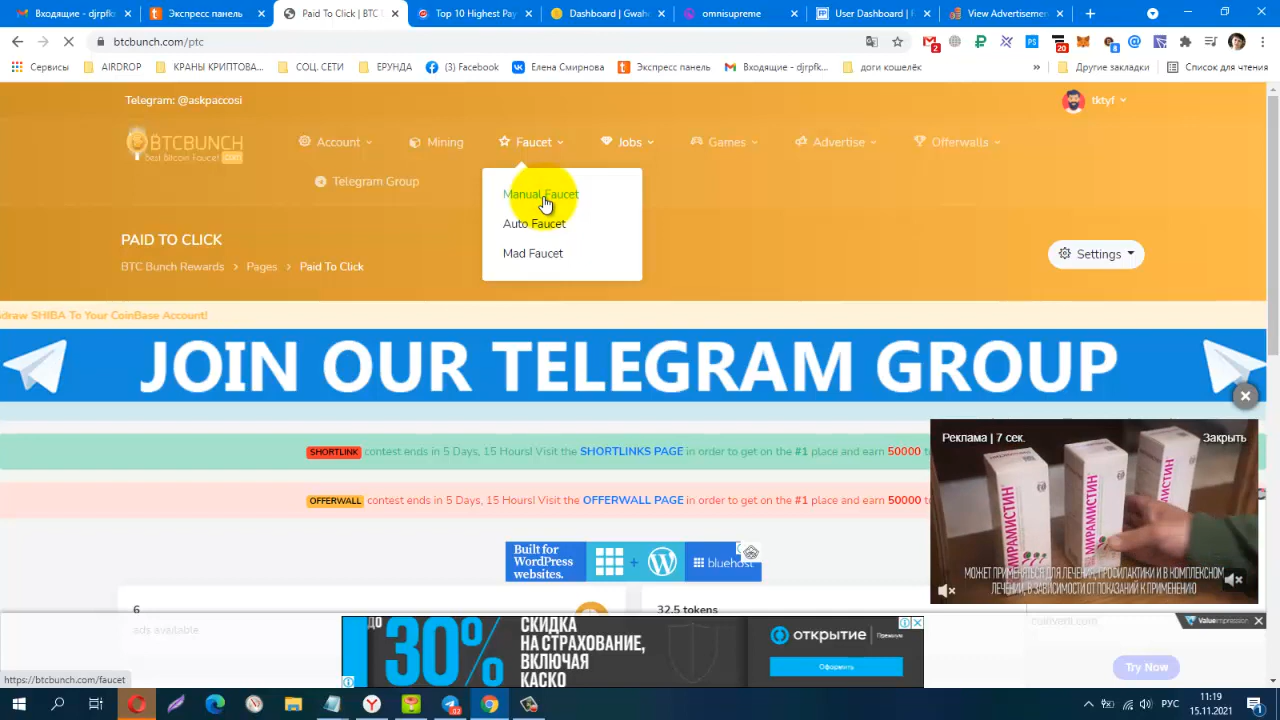 Входящие - djrpfk
Экспресс панель
Paid To Click | BTC
Top 10 Highest Pay
Dashboard | Gwah
omnisupreme
User Dashboard | F
View Advertisemen
btcbunch.com/ptc
Сервисы
AIRDROP
КРАНЫ КРИПТОВА...
СОЦ. СЕТИ
ЕРУНДА
(3) Facebook
Елена Смирнова
Экспресс панель
Входящие - djrpfk...
доги кошелёк
»
Другие закладки
Список для чтения
Telegram: @askpaccosi
tktyf
BTCBUNCH
Best Bitcoin Faucet
.com
Account
Mining
Faucet
Jobs
Games
Advertise
Offerwalls
Telegram Group
Manual Faucet
Auto Faucet
Mad Faucet
PAID TO CLICK
BTC Bunch Rewards > Pages > Paid To Click
Settings
draw SHIBA To Your CoinBase Account!
JOIN OUR TELEGRAM GROUP
SHORTLINK contest ends in 5 Days, 15 Hours! Visit the SHORTLINKS PAGE in order to get on the #1 place and earn 50000
OFFERWALL contest ends in 5 Days, 15 Hours! Visit the OFFERWALL PAGE in order to get on the #1 place and earn 50000
Реклама | 7 сек.
Закрыть
МИРАМИСТИН
МИРАМИСТИН
МОЖЕТ ПРИМЕНЯТЬСЯ ДЛЯ ЛЕЧЕНИЯ, ПРОФИЛАКТИКИ И В КОМПЛЕКСНОМ
ЛЕЧЕНИИ, В ЗАВИСИМОСТИ ОТ ПОКАЗАНИЙ К ПРИМЕНЕНИЮ
Built for
WordPress
websites.
bluehost
6
ads available
32.5 tokens
coinveni.com
ValueImpression
ДО
30%
СКИДКА
НА СТРАХОВАНИЕ,
ВКЛЮЧАЯ
КАСКО
ОТКРЫТИЕ
Премиум
Оформить
Try Now
https://btcbunch.com/faucet
РУС
11:19
15.11.2021